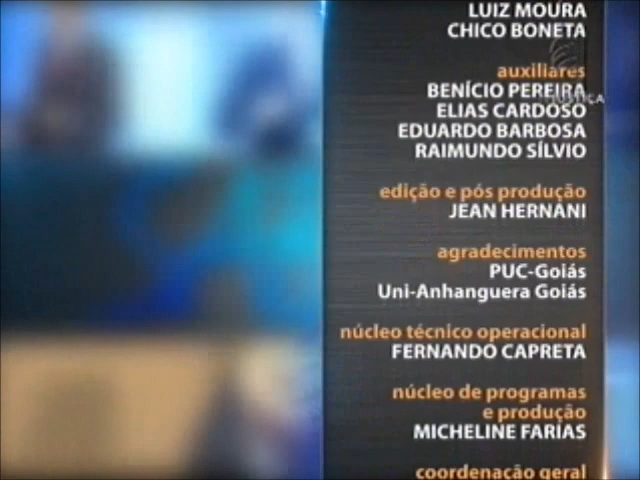 LUIZ MOURA
CHICO BONETA
auxiliares
BENÍCIO PEREIRA
JUSTIÇA
ELIAS CARDOSO
EDUARDO BARBOSA
RAIMUNDO SÍLVIO
edição e pós produção
JEAN HERNANI
agradecimentos
PUC-Goiás
Uni-Anhanguera Goiás
núcleo técnico operacional
FERNANDO CAPRETA
núcleo de programas
e produção
MICHELINE FARIAS
coordenação geral